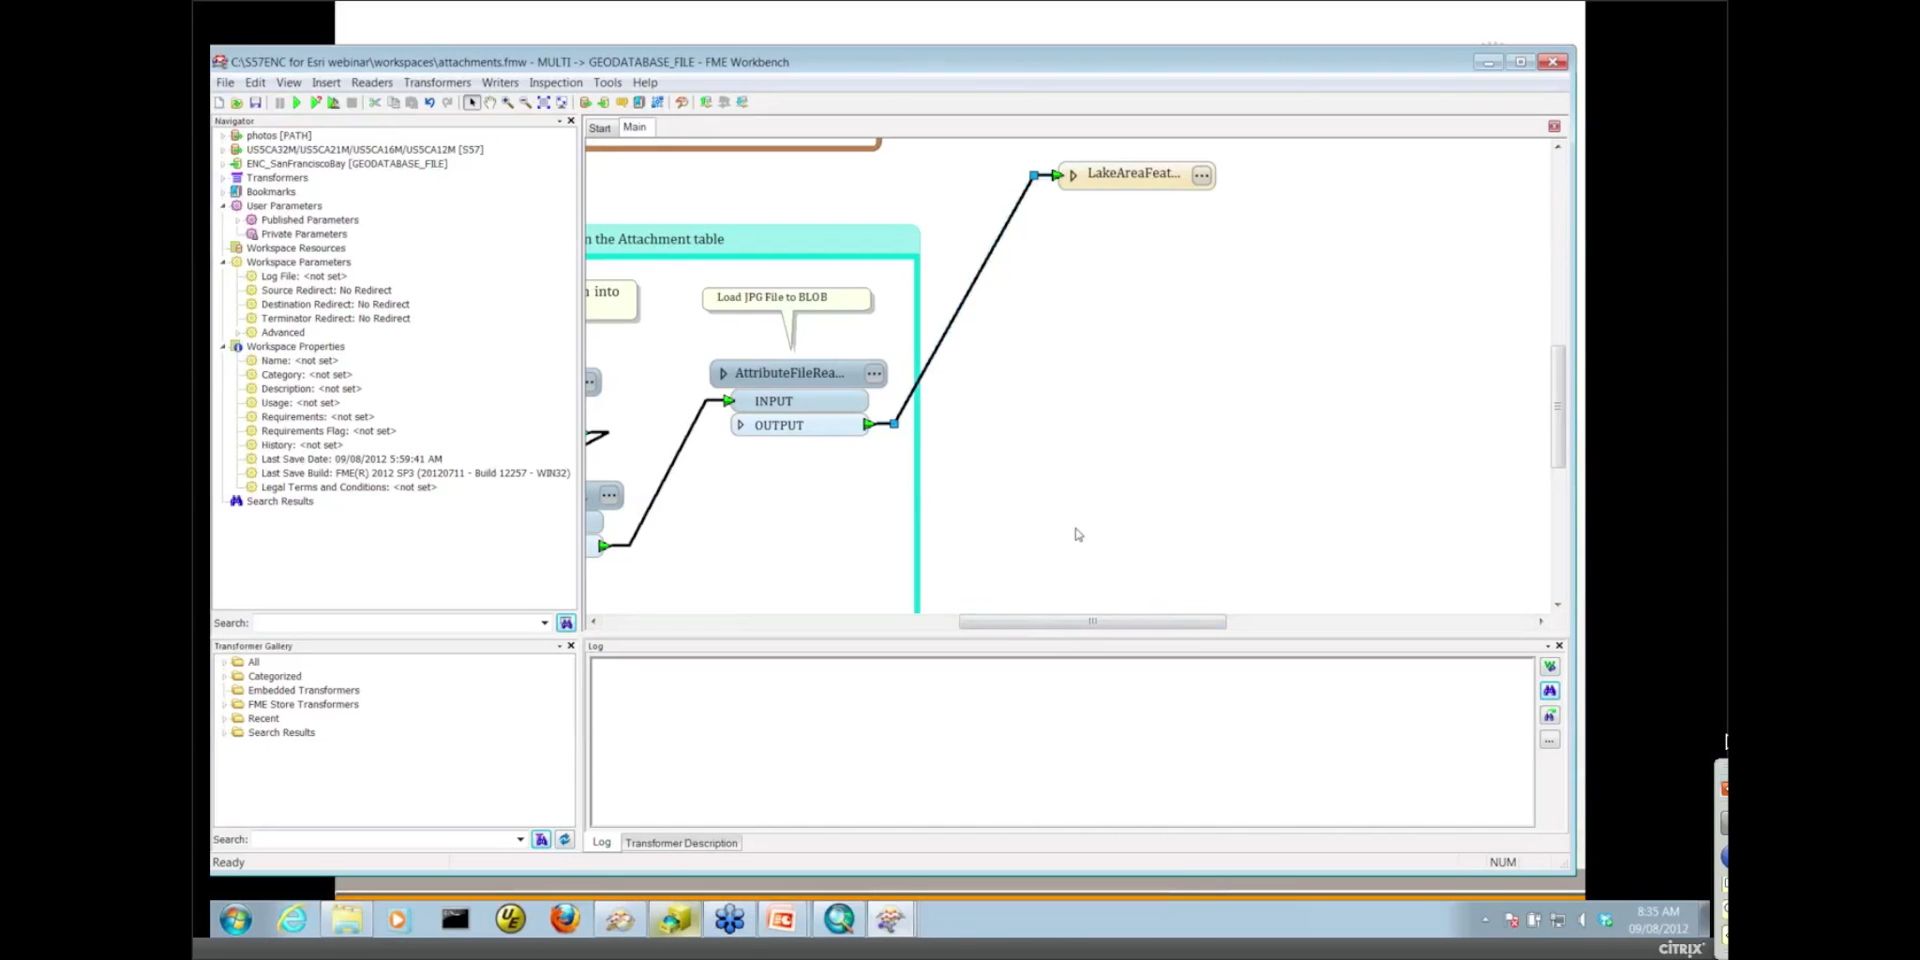 C:\S57ENC for Esri webinar\workspaces\attachments.fmw - MULTI -> GEODATABASE_FILE - FME Workbench
File Edit View Insert Readers Transformers Writers Inspection Tools Help
Navigator
photos [PATH]
US5CA32M/US5CA21M/US5CA16M/US5CA12M [S57]
ENC_SanFranciscoBay [GEODATABASE_FILE]
Transformers
Bookmarks
User Parameters
Published Parameters
Private Parameters
Workspace Resources
Workspace Parameters
Log File: <not set>
Source Redirect: No Redirect
Destination Redirect: No Redirect
Terminator Redirect: No Redirect
Advanced
Workspace Properties
Name: <not set>
Category: <not set>
Description: <not set>
Usage: <not set>
Requirements: <not set>
Requirements Flag: <not set>
History: <not set>
Last Save Date: 09/08/2012 5:59:41 AM
Last Save Build: FME(R) 2012 SP3 (20120711 - Build 12257 - WIN32)
Legal Terms and Conditions: <not set>
Search Results
Search:
Start Main
LakeAreaFeat...
n the Attachment table
n into
Load JPG File to BLOB
AttributeFileRea...
INPUT
OUTPUT
Transformer Gallery
All
Categorized
Embedded Transformers
FME Store Transformers
Recent
Search Results
Search:
Log
Log Transformer Description
Ready
NUM
8:35 AM
09/08/2012
CITRIX